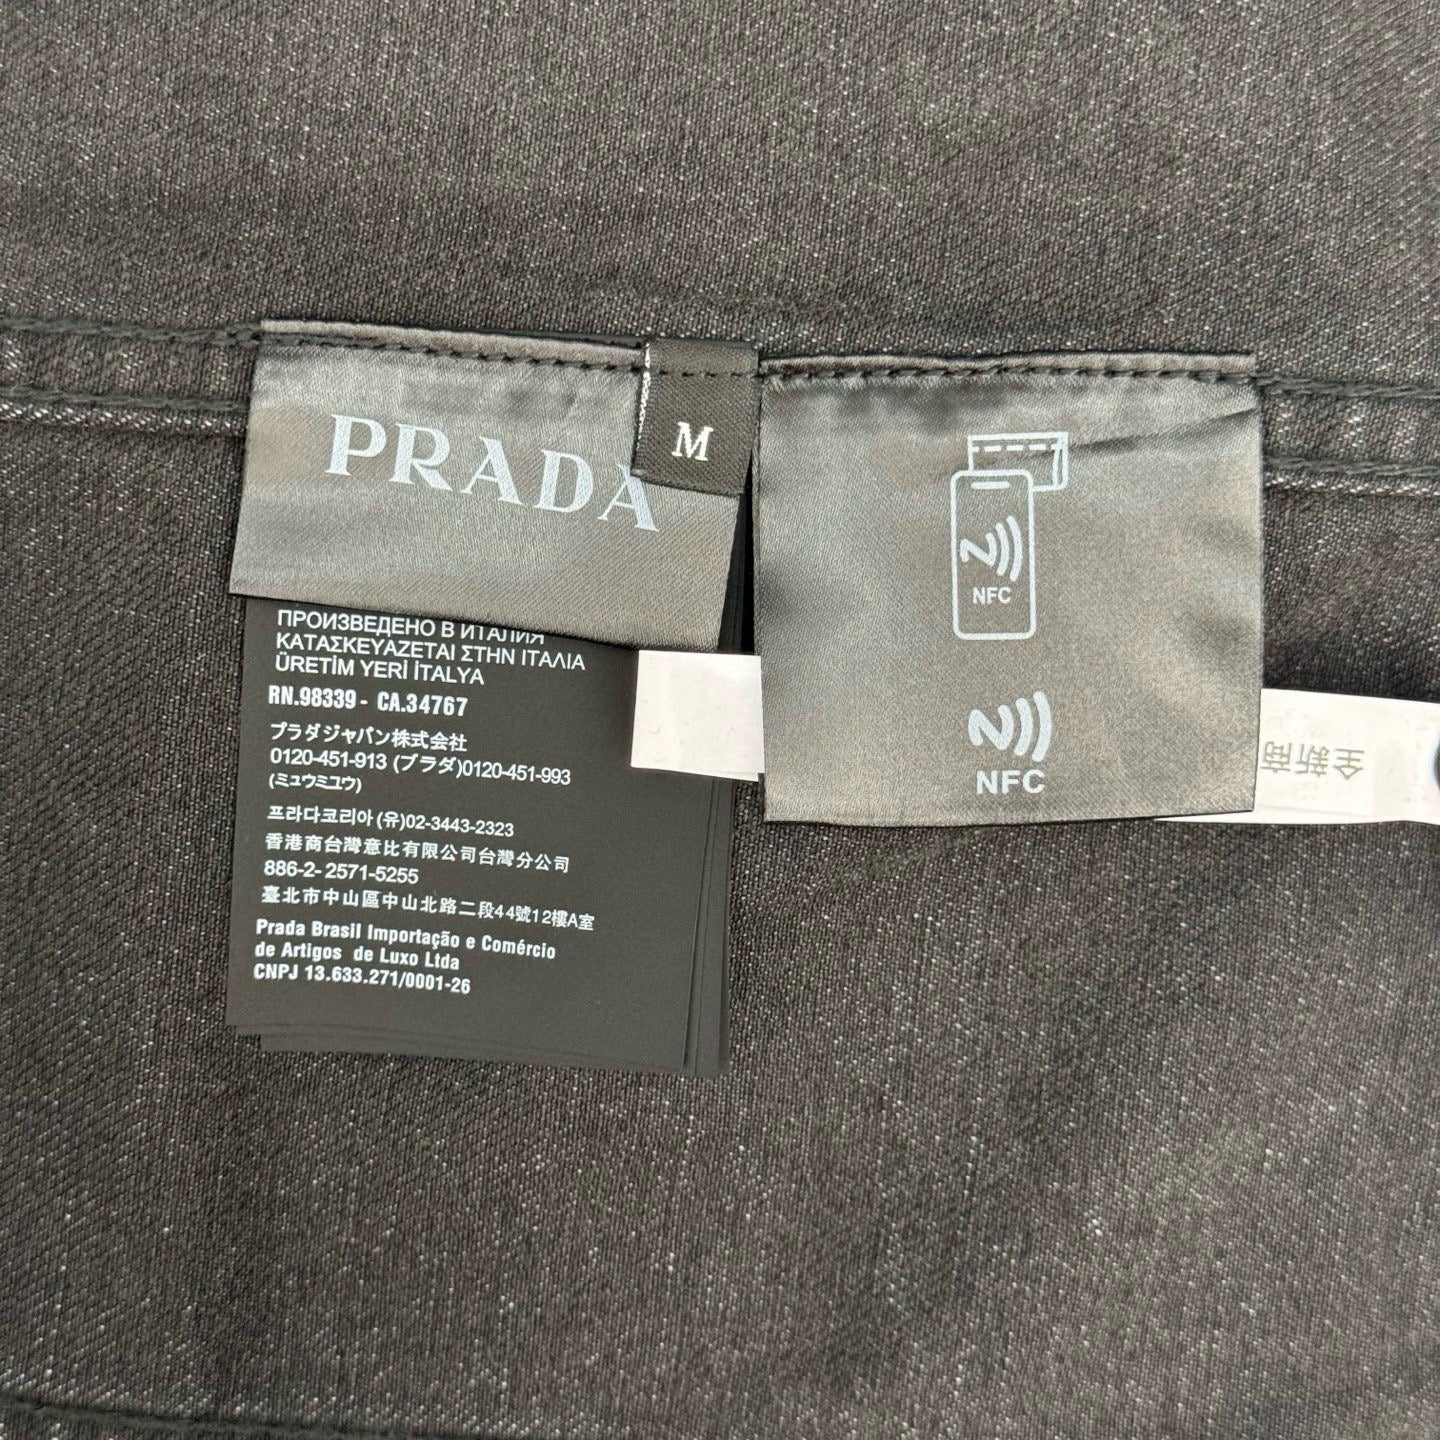 PRADA
M
NFC
NFC
ПРОИЗВЕДЕНО В ИТАЛИЯ
ΚΑΤΑΣΚΕΥΑΖΕΤΑΙ ΣΤΗΝ ΙΤΑΛΙΑ
ÜRETİM YERİ İTALYA
RN.98339 - CA.34767
プラダジャパン株式会社
0120-451-913 (プラダ)0120-451-993
(ミュウミュウ)
프라다코리아(유)02-3443-2323
香港商台灣意比有限公司台灣分公司
886-2- 2571-5255
臺北市中山區中山北路二段44號12樓A室
Prada Brasil Importação e Comércio
de Artigos de Luxo Ltda
CNPJ 13.633.271/0001-26
全新商